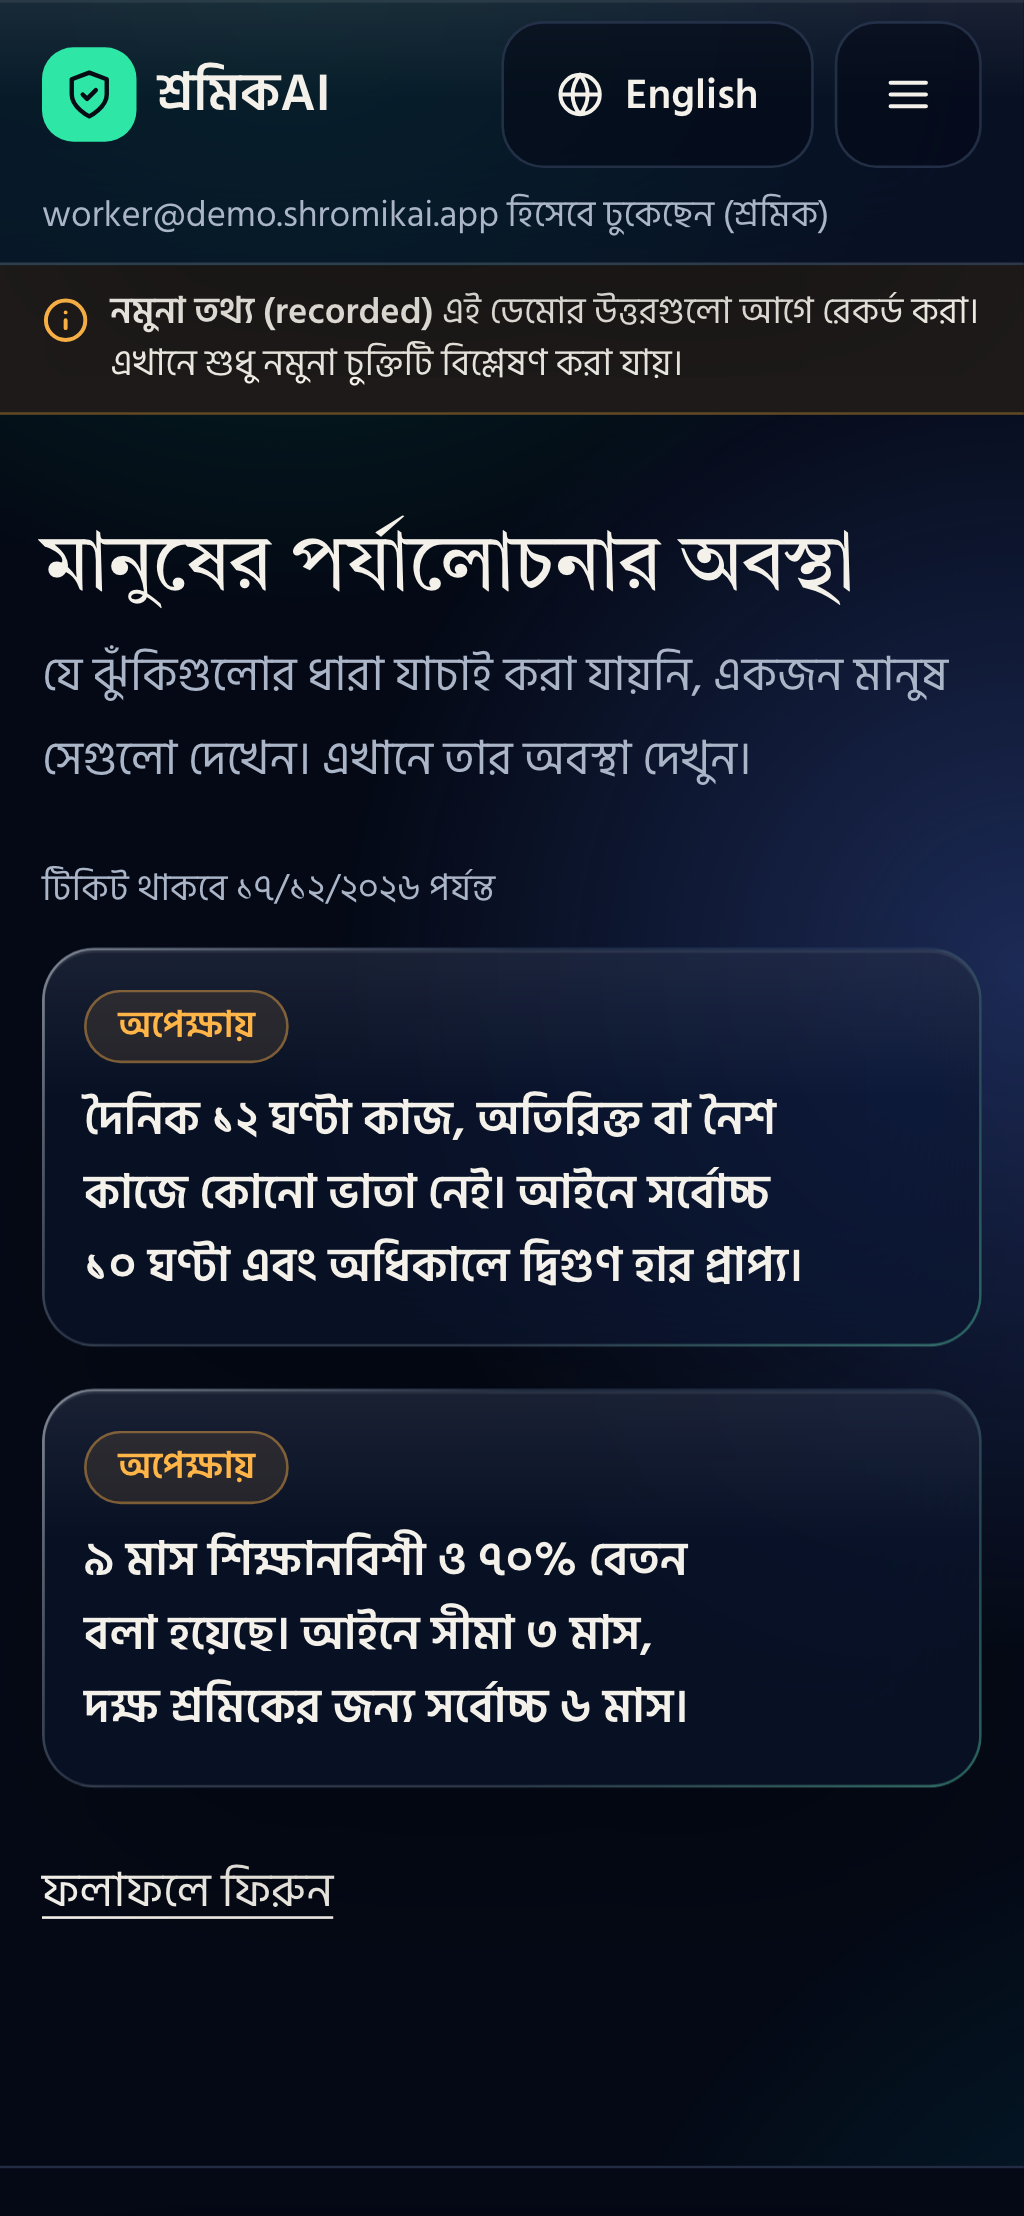 শ্রমিকAI
English
worker@demo.shromikai.app হিসেবে ঢুকেছেন (শ্রমিক)
নমুনা তথ্য (recorded) এই ডেমোর উত্তরগুলো আগে রেকর্ড করা।
এখানে শুধু নমুনা চুক্তিটি বিশ্লেষণ করা যায়।
মানুষের পর্যালোচনার অবস্থা
যে ঝুঁকিগুলোর ধারা যাচাই করা যায়নি, একজন মানুষ
সেগুলো দেখেন। এখানে তার অবস্থা দেখুন।
টিকিট থাকবে ১৭/১২/২০২৬ পর্যন্ত
অপেক্ষায়
দৈনিক ১২ ঘণ্টা কাজ, অতিরিক্ত বা নৈশ
কাজে কোনো ভাতা নেই। আইনে সর্বোচ্চ
১০ ঘণ্টা এবং অধিকালে দ্বিগুণ হার প্রাপ্য।
অপেক্ষায়
৯ মাস শিক্ষানবিশী ও ৭০% বেতন
বলা হয়েছে। আইনে সীমা ৩ মাস,
দক্ষ শ্রমিকের জন্য সর্বোচ্চ ৬ মাস।
ফলাফলে ফিরুন